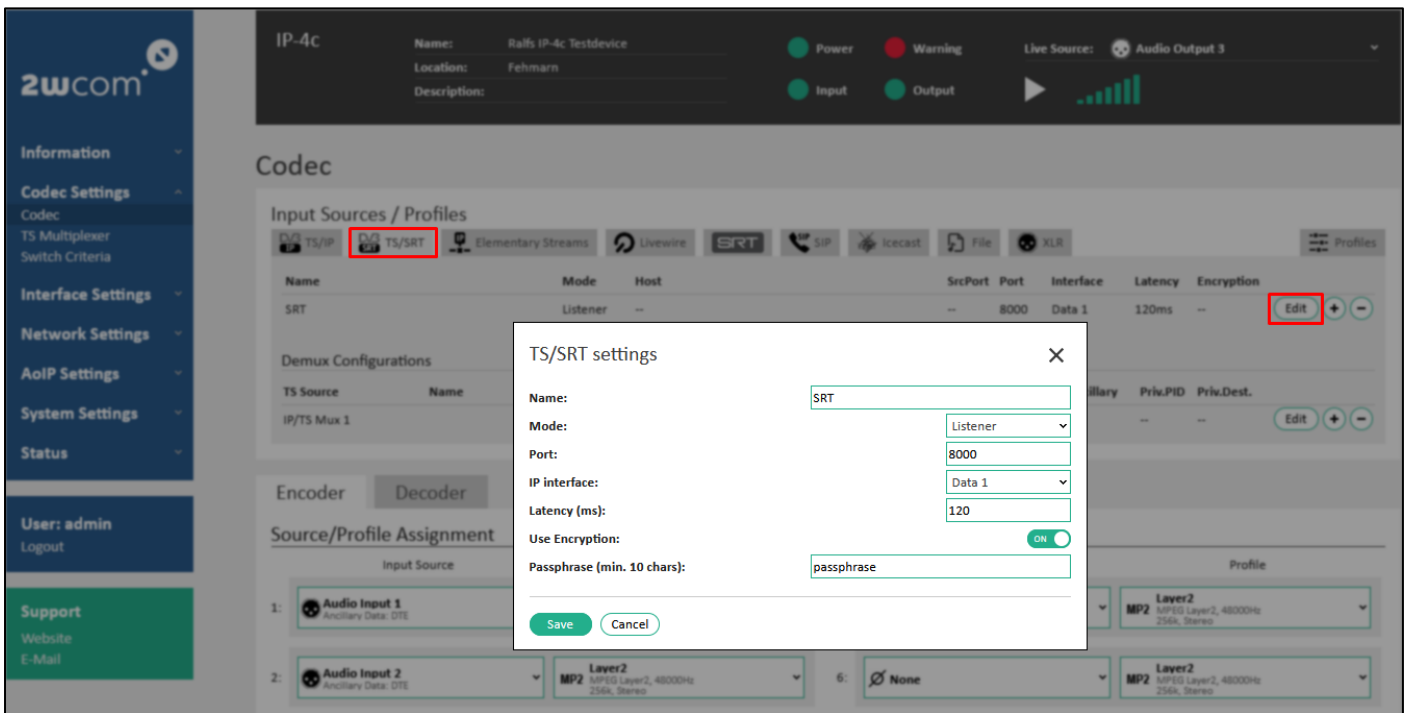 2wcom
IP-4c
Name: Ralfs IP-4c Testdevice
Location: Fehmarn
Description:
Power
Warning
Input
Output
Live Source: Audio Output 3
Information
Codec Settings
Codec
TS Multiplexer
Switch Criteria
Interface Settings
Network Settings
AoIP Settings
System Settings
Status
User: admin
Logout
Support
Website
E-Mail
Codec
Input Sources / Profiles
TS/IP TS/SRT Elementary Streams Livewire SRT SIP Icecast File XLR Profiles
Name Mode Host SrcPort Port Interface Latency Encryption
SRT Listener -- -- 8000 Data 1 120ms -- Edit + -
Demux Configurations
TS Source Name illary Priv.PID Priv.Dest.
IP/TS Mux 1 -- -- Edit + -
TS/SRT settings
Name: SRT
Mode: Listener
Port: 8000
IP interface: Data 1
Latency (ms): 120
Use Encryption: ON
Passphrase (min. 10 chars): passphrase
Save Cancel
Encoder Decoder
Source/Profile Assignment
Input Source Profile
1: Audio Input 1
Ancillary Data: DTE
MP2 Layer2
MPEG Layer2, 48000Hz
256k, Stereo
2: Audio Input 2
Ancillary Data: DTE
MP2 Layer2
MPEG Layer2, 48000Hz
256k, Stereo
6: None
MP2 Layer2
MPEG Layer2, 48000Hz
256k, Stereo